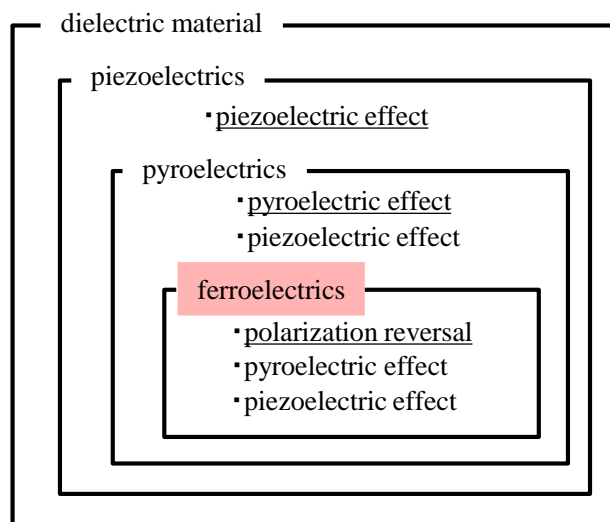 dielectric material
piezoelectrics
・piezoelectric effect
pyroelectrics
・pyroelectric effect
・piezoelectric effect
ferroelectrics
・polarization reversal
・pyroelectric effect
・piezoelectric effect